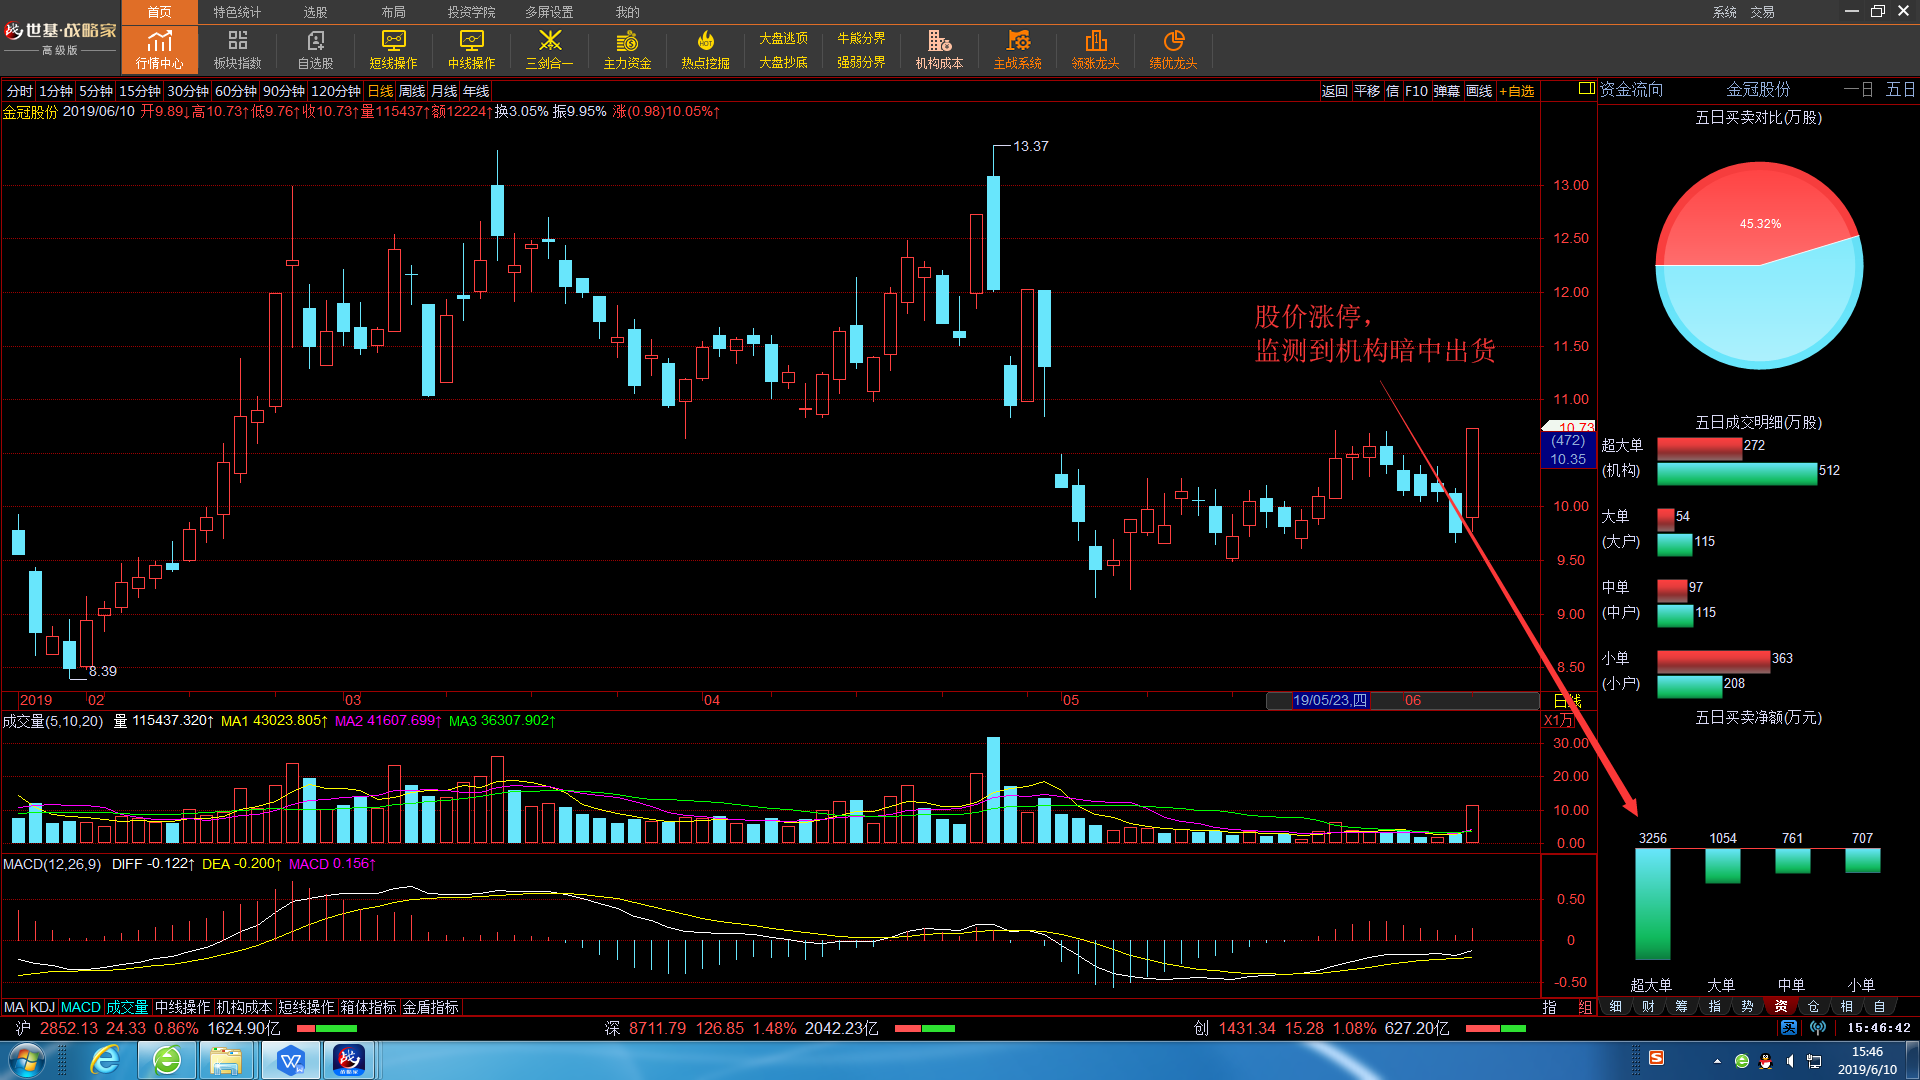 首页 特色统计 选股 布局 投资学院 多屏设置 我的 系统 交易
世基·战略家
高级版
行情中心 板块指数 自选股 短线操作 中线操作 三剑合一 主力资金 热点挖掘 大盘逃顶 大盘抄底 牛熊分界 强弱分界 机构成本 主战系统 领涨龙头 绩优龙头
分时 1分钟 5分钟 15分钟 30分钟 60分钟 90分钟 120分钟 日线 周线 月线 年线 返回 平移 信 F10 弹幕 画线 +自选
金冠股份 2019/06/10 开9.89↓高10.73↑低9.76↑收10.73↑量115437↑额12224↑换3.05% 振9.95% 涨(0.98)10.05%↑
13.37
13.00
12.50
12.00
11.50
11.00
10.73
(472)
10.35
10.00
9.50
9.00
8.50
8.39
股价涨停，
监测到机构暗中出货
2019 02 03 04 05 19/05/23,四 06 日线
成交量(5,10,20) 量 115437.320↑ MA1 43023.805↑ MA2 41607.699↑ MA3 36307.902↑
X1万
30.00
20.00
10.00
0.00
MACD(12,26,9) DIFF -0.122↑ DEA -0.200↑ MACD 0.156↑
0.50
0
-0.50
MA KDJ MACD 成交量 中线操作 机构成本 短线操作 箱体指标 金盾指标 指 组
资金流向 金冠股份 一日 五日
五日买卖对比(万股)
45.32%
五日成交明细(万股)
超大单 272
(机构) 512
大单 54
(大户) 115
中单 97
(中户) 115
小单 363
(小户) 208
五日买卖净额(万元)
3256 1054 761 707
超大单 大单 中单 小单
细 财 筹 指 势 资 仓 相 自
沪 2852.13 24.33 0.86% 1624.90亿 深 8711.79 126.85 1.48% 2042.23亿 创 1431.34 15.28 1.08% 627.20亿 买 15:46:42
15:46
2019/6/10